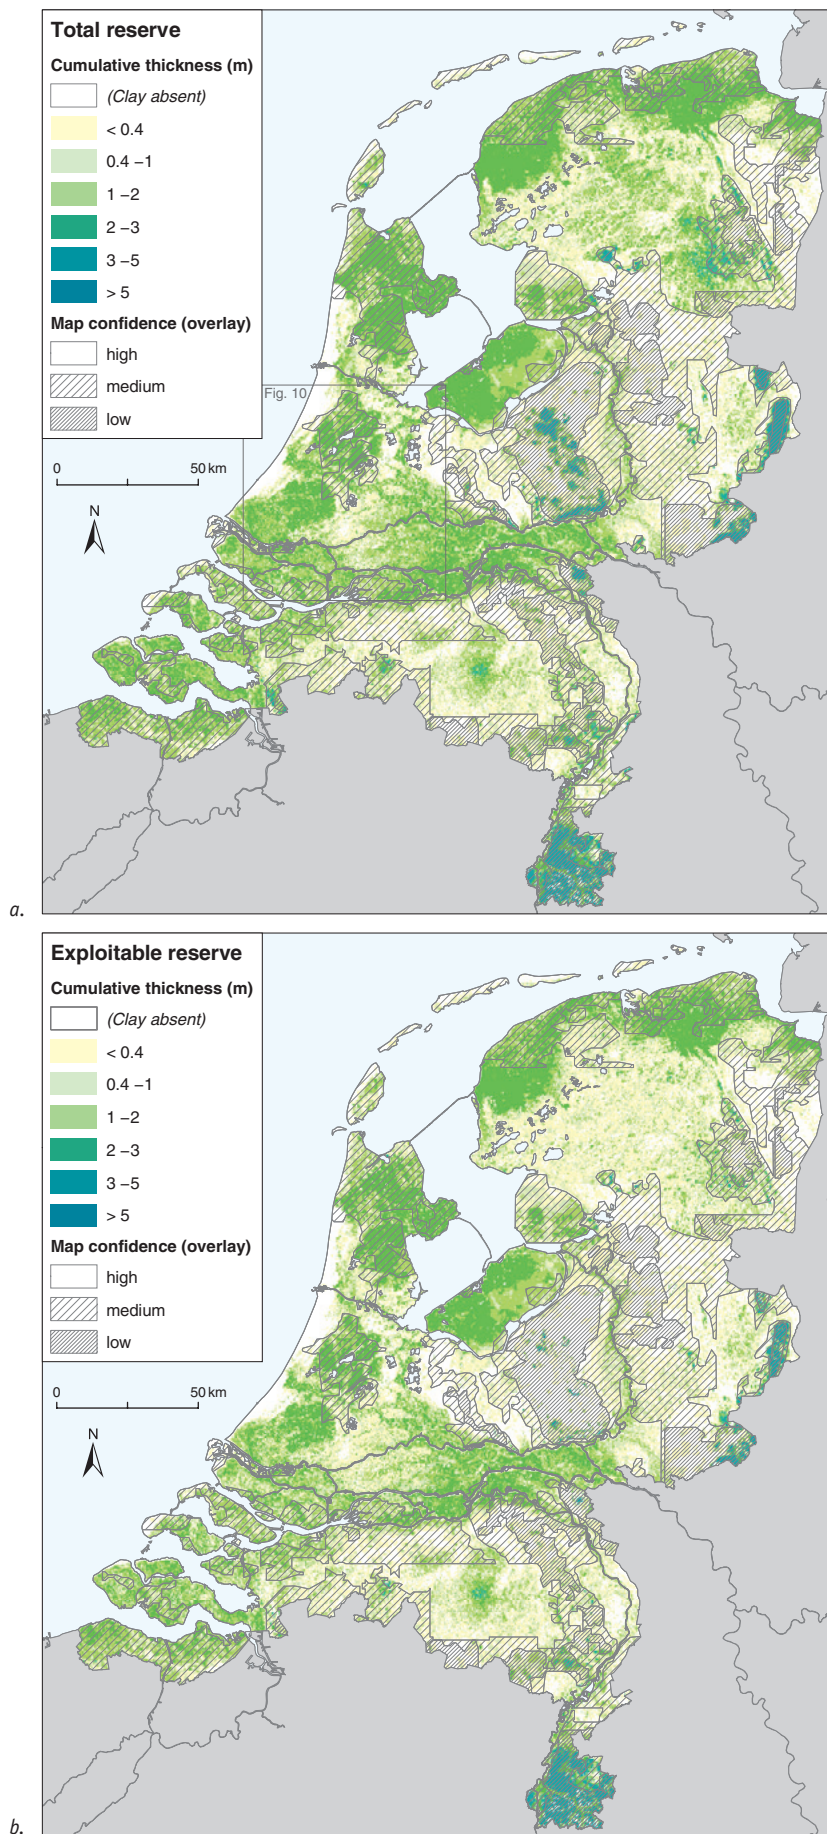 Total reserve
Cumulative thickness (m)
(Clay absent)
< 0.4
0.4 –1
1 –2
2 –3
3 –5
> 5
Map confidence (overlay)
high
medium
low
Fig. 10
0 50 km
N
a.
Exploitable reserve
Cumulative thickness (m)
(Clay absent)
< 0.4
0.4 –1
1 –2
2 –3
3 –5
> 5
Map confidence (overlay)
high
medium
low
0 50 km
N
b.